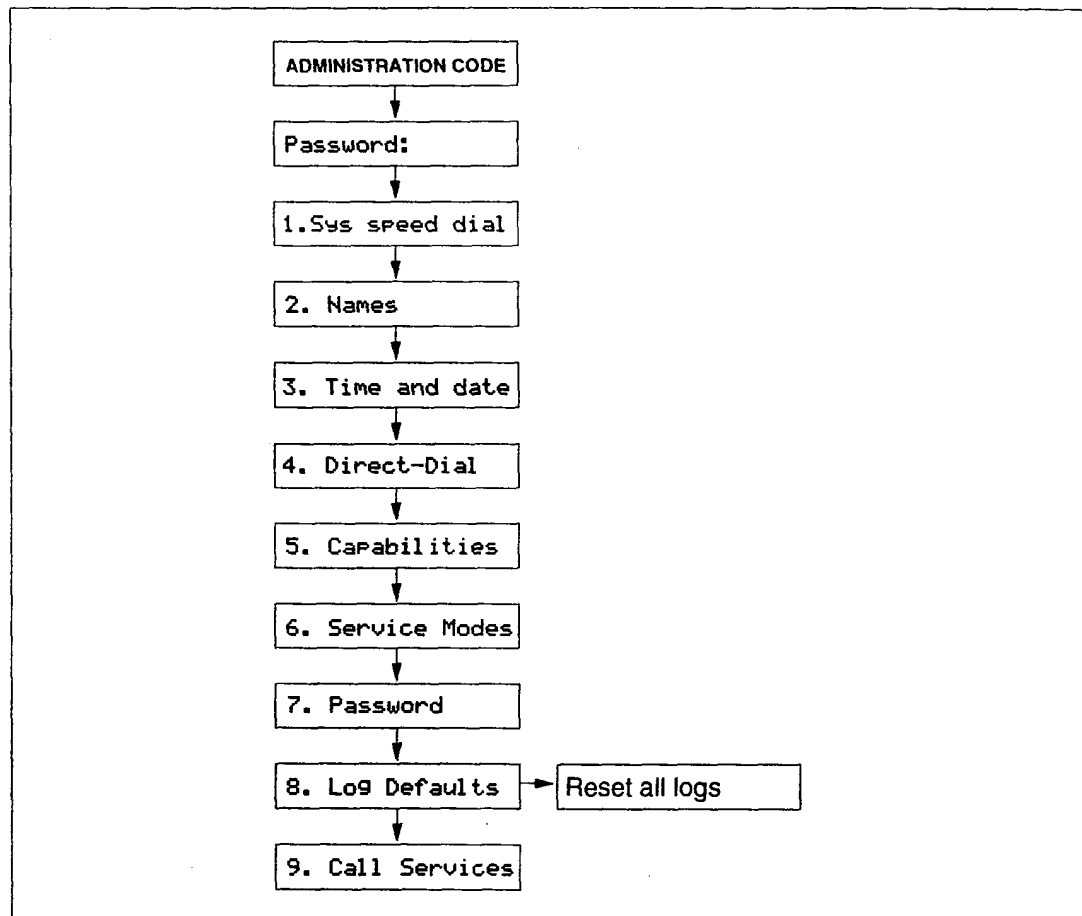 ADMINISTRATION CODE
Password:
1.Sys speed dial
2. Names
3. Time and date
4. Direct-Dial
5. Capabilities
6. Service Modes
7. Password
8. Log Defaults
Reset all logs
9. Call Services